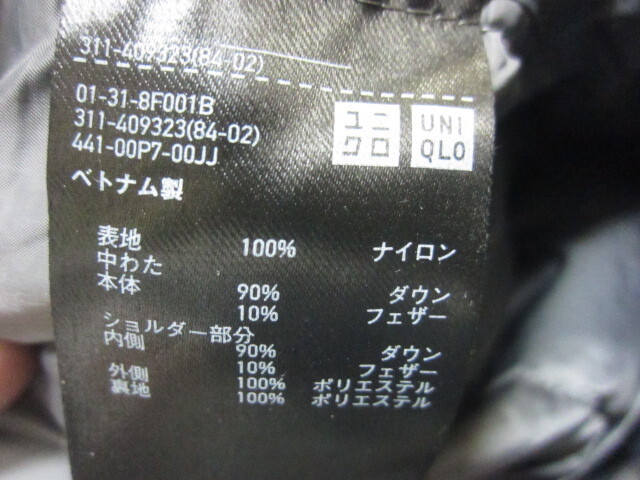 311-409323(84-02)
01-31-8F001B
311-409323(84-02)
441-00P7-00JJ
ベトナム製
ユニ
クロ
UNI
QLO
表地 100% ナイロン
中わた
本体 90% ダウン
10% フェザー
ショルダー部分
内側 90% ダウン
10% フェザー
外側 100% ポリエステル
裏地 100% ポリエステル